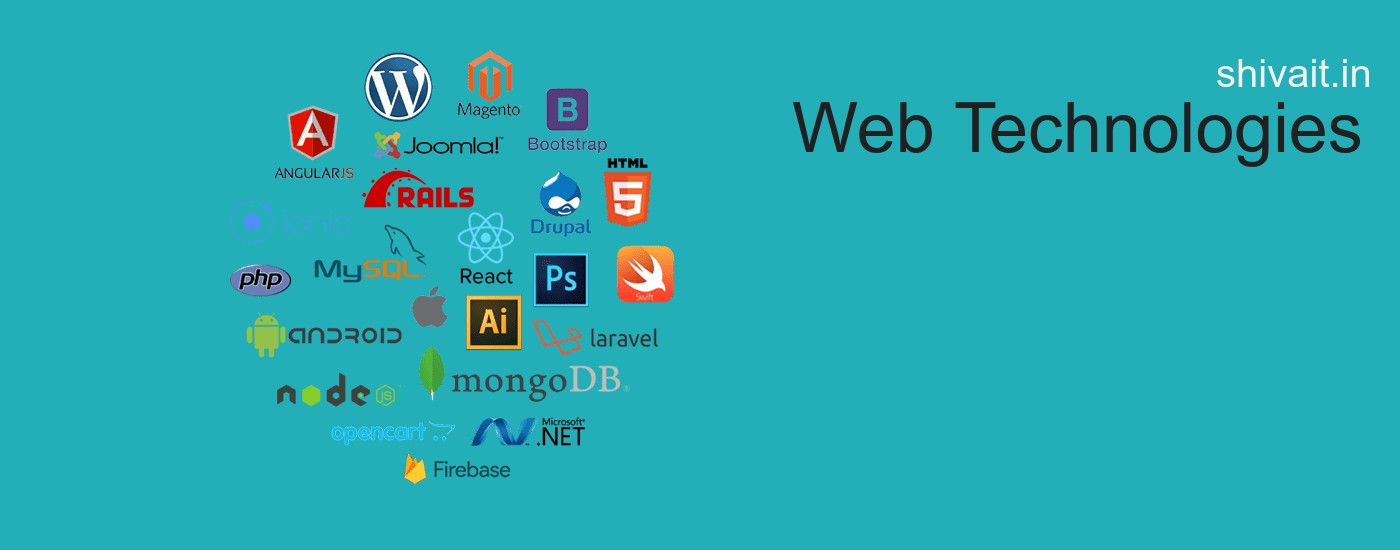 shivait.in
Web Technologies
W
Magento
B
Bootstrap
A
ANGULARJS
Joomla!™
HTML
5
RAILS
Drupal
ionic
MySQL
React
Ps
Swift
php
Ai
ANDROID
laravel
mongoDB®
node
JS
opencart
Microsoft®
.NET
Firebase